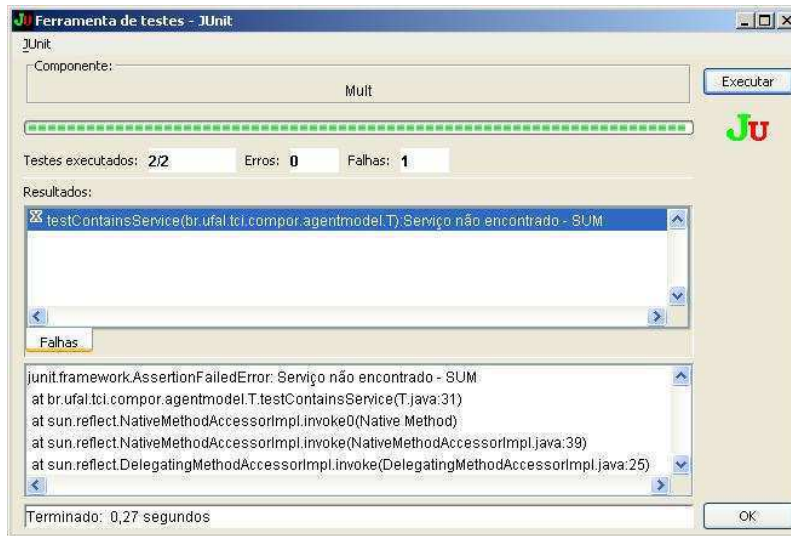 JU Ferramenta de testes - JUnit
JUnit
Componente:
Mult
Executar
JU
Testes executados: 2/2 Erros: 0 Falhas: 1
Resultados:
testContainsService(br.ufal.tci.compor.agentmodel.T):Serviço não encontrado - SUM
Falhas
junit.framework.AssertionFailedError: Serviço não encontrado - SUM
at br.ufal.tci.compor.agentmodel.T.testContainsService(T.java:31)
at sun.reflect.NativeMethodAccessorImpl.invoke0(Native Method)
at sun.reflect.NativeMethodAccessorImpl.invoke(NativeMethodAccessorImpl.java:39)
at sun.reflect.DelegatingMethodAccessorImpl.invoke(DelegatingMethodAccessorImpl.java:25)
Terminado: 0,27 segundos
OK